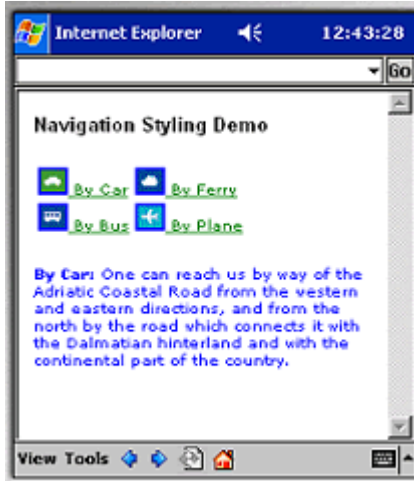 Internet Explorer 12:43:28
Go
Navigation Styling Demo
By Car By Ferry
By Bus By Plane
By Car: One can reach us by way of the
Adriatic Coastal Road from the western
and eastern directions, and from the
north by the road which connects it with
the Dalmatian hinterland and with the
continental part of the country.
View Tools